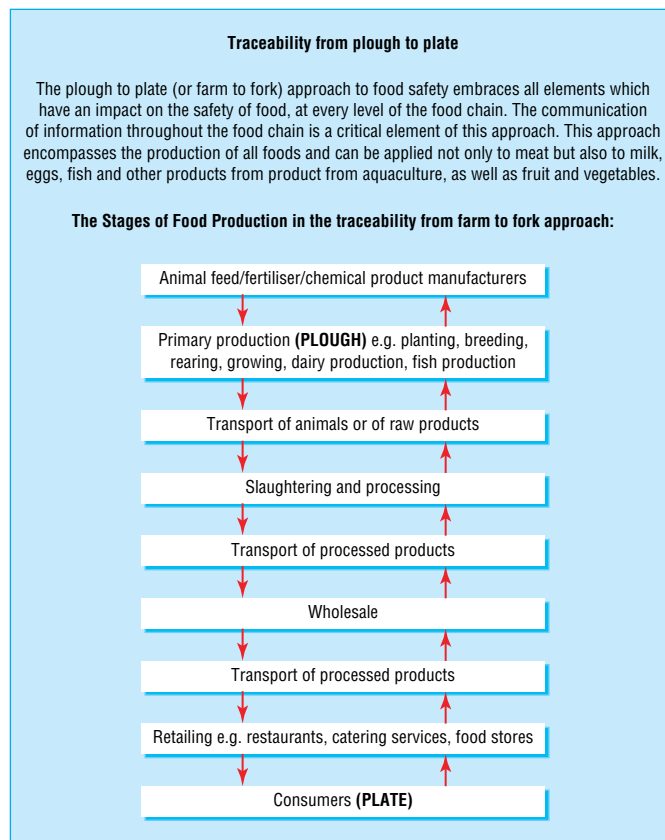 Traceability from plough to plate
The plough to plate (or farm to fork) approach to food safety embraces all elements which
have an impact on the safety of food, at every level of the food chain. The communication
of information throughout the food chain is a critical element of this approach. This approach
encompasses the production of all foods and can be applied not only to meat but also to milk,
eggs, fish and other products from product from aquaculture, as well as fruit and vegetables.
The Stages of Food Production in the traceability from farm to fork approach:
Animal feed/fertiliser/chemical product manufacturers
Primary production (PLOUGH) e.g. planting, breeding,
rearing, growing, dairy production, fish production
Transport of animals or of raw products
Slaughtering and processing
Transport of processed products
Wholesale
Transport of processed products
Retailing e.g. restaurants, catering services, food stores
Consumers (PLATE)